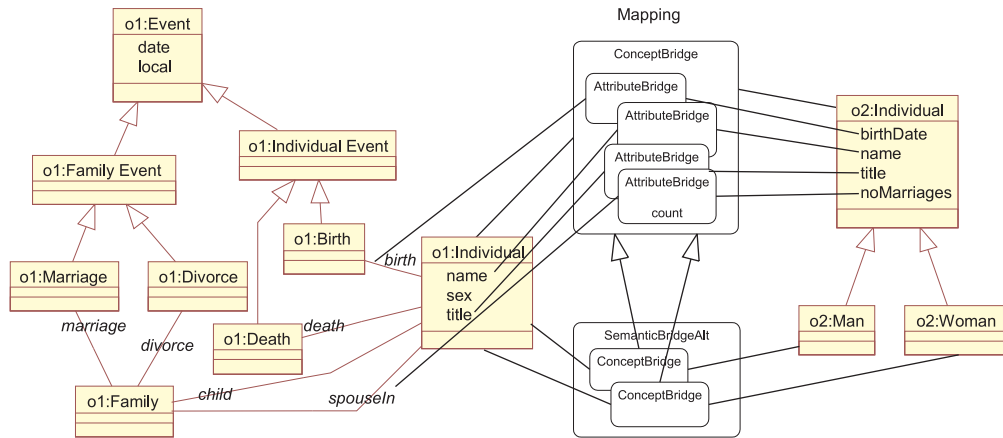 Mapping
o1:Event
date
local
o1:Family Event
o1:Individual Event
o1:Marriage
o1:Divorce
o1:Birth
o1:Death
o1:Family
marriage
divorce
birth
death
child
spouseIn
o1:Individual
name
sex
title
ConceptBridge
AttributeBridge
AttributeBridge
AttributeBridge
AttributeBridge
count
SemanticBridgeAlt
ConceptBridge
ConceptBridge
o2:Individual
birthDate
name
title
noMarriages
o2:Man
o2:Woman